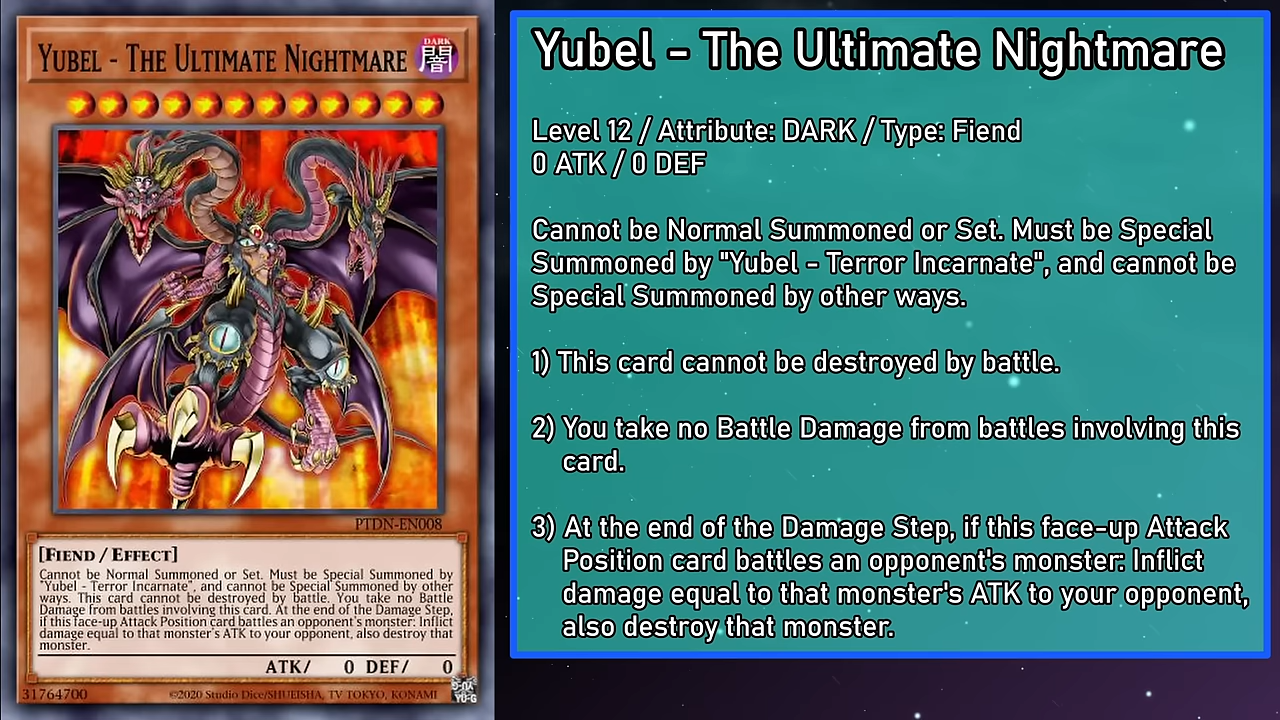 YUBEL - THE ULTIMATE NIGHTMARE
DARK
闇
PTDN-EN008
[FIEND / EFFECT]
Cannot be Normal Summoned or Set. Must be Special Summoned by
"Yubel - Terror Incarnate", and cannot be Special Summoned by other
ways. This card cannot be destroyed by battle. You take no Battle
Damage from battles involving this card. At the end of the Damage Step,
if this face-up Attack Position card battles an opponent's monster: Inflict
damage equal to that monster's ATK to your opponent, also destroy that
monster.
ATK/ 0 DEF/ 0
31764700
©2020 Studio Dice/SHUEISHA, TV TOKYO, KONAMI
Yubel - The Ultimate Nightmare
Level 12 / Attribute: DARK / Type: Fiend
0 ATK / 0 DEF
Cannot be Normal Summoned or Set. Must be Special
Summoned by "Yubel - Terror Incarnate", and cannot be
Special Summoned by other ways.
1) This card cannot be destroyed by battle.
2) You take no Battle Damage from battles involving this
card.
3) At the end of the Damage Step, if this face-up Attack
Position card battles an opponent's monster: Inflict
damage equal to that monster's ATK to your opponent,
also destroy that monster.